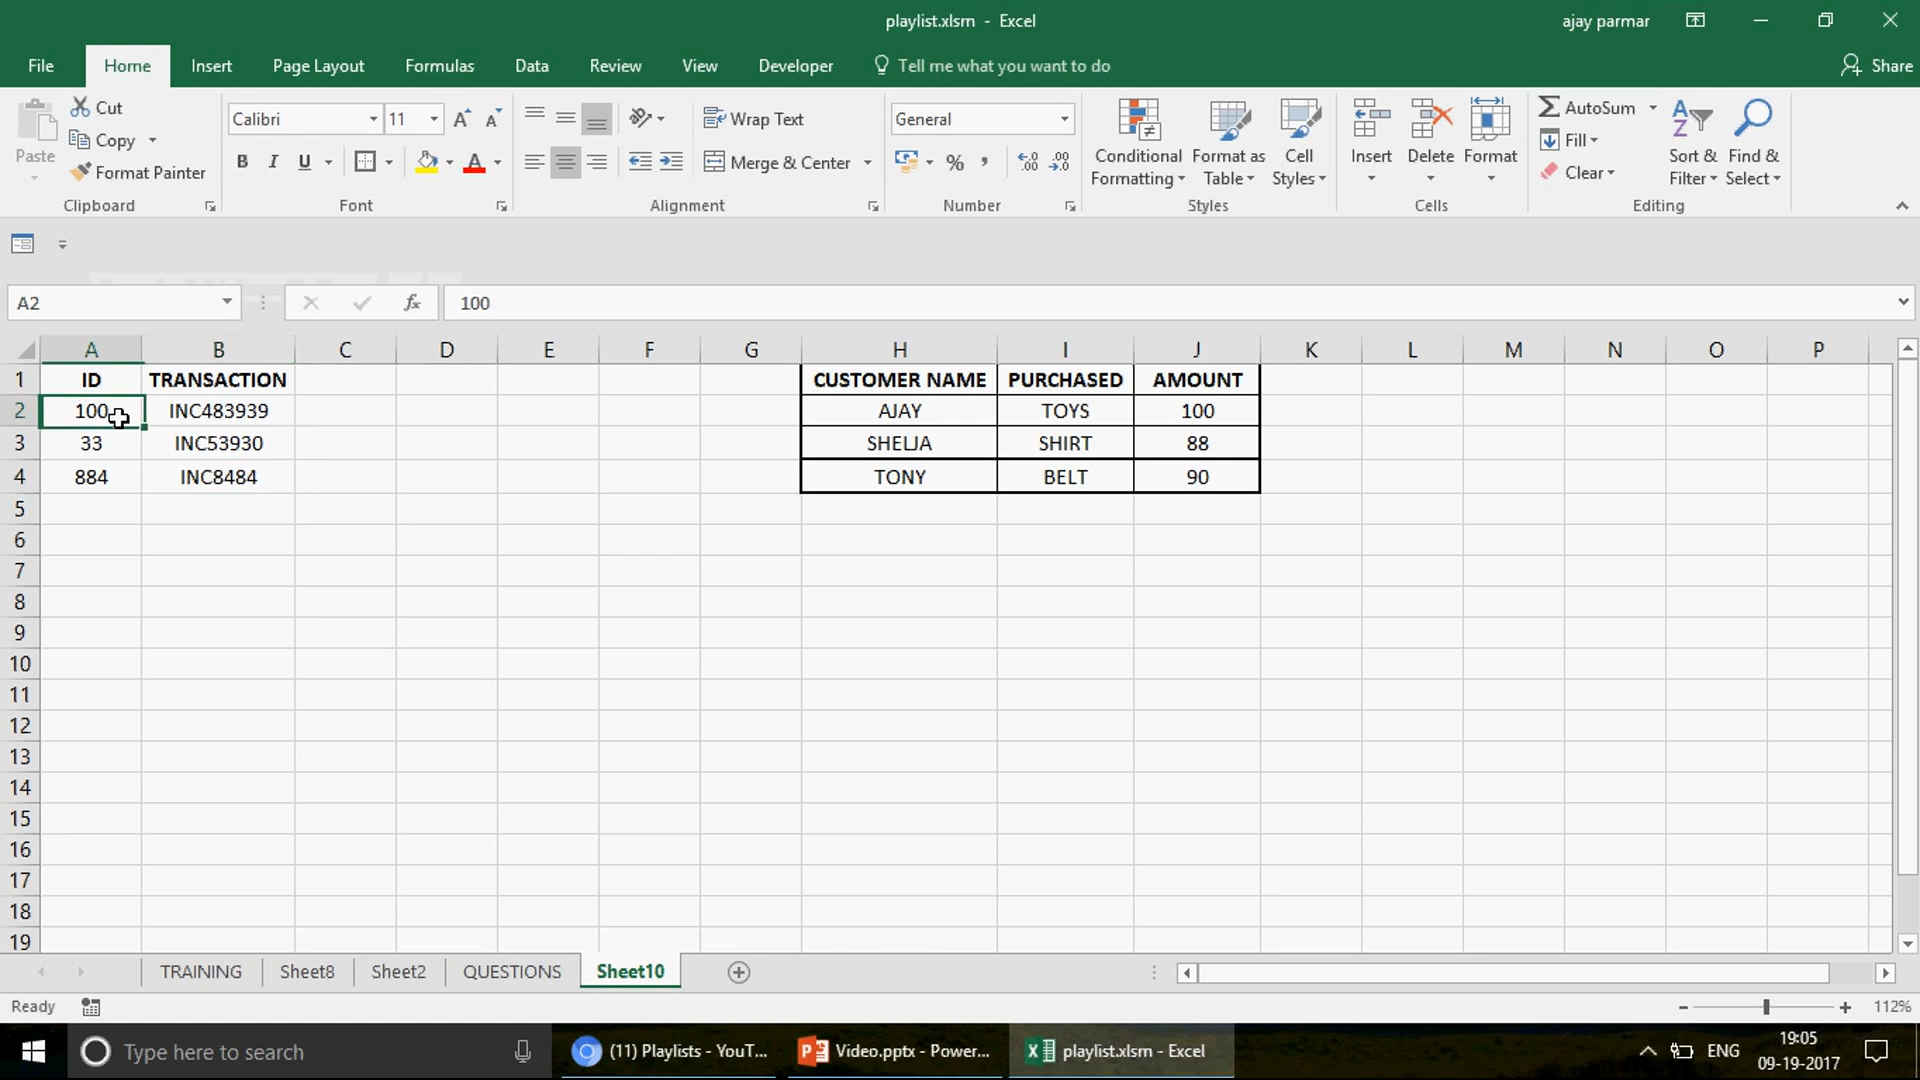 playlist.xlsm - Excel
ajay parmar
File Home Insert Page Layout Formulas Data Review View Developer Tell me what you want to do Share
Cut
Copy
Format Painter
Paste
Clipboard
Calibri 11
B I U
Font
Wrap Text
Merge & Center
Alignment
General
%
Number
Conditional Formatting
Format as Table
Cell Styles
Styles
Insert Delete Format
Cells
AutoSum
Fill
Clear
Sort & Filter
Find & Select
Editing
A2 fx 100
A B C D E F G H I J K L M N O P
1 ID TRANSACTION CUSTOMER NAME PURCHASED AMOUNT
2 100 INC483939 AJAY TOYS 100
3 33 INC53930 SHELJA SHIRT 88
4 884 INC8484 TONY BELT 90
5
6
7
8
9
10
11
12
13
14
15
16
17
18
19
TRAINING Sheet8 Sheet2 QUESTIONS Sheet10
Ready 112%
Type here to search (11) Playlists - YouT... Video.pptx - Power... playlist.xlsm - Excel ENG 19:05
09-19-2017